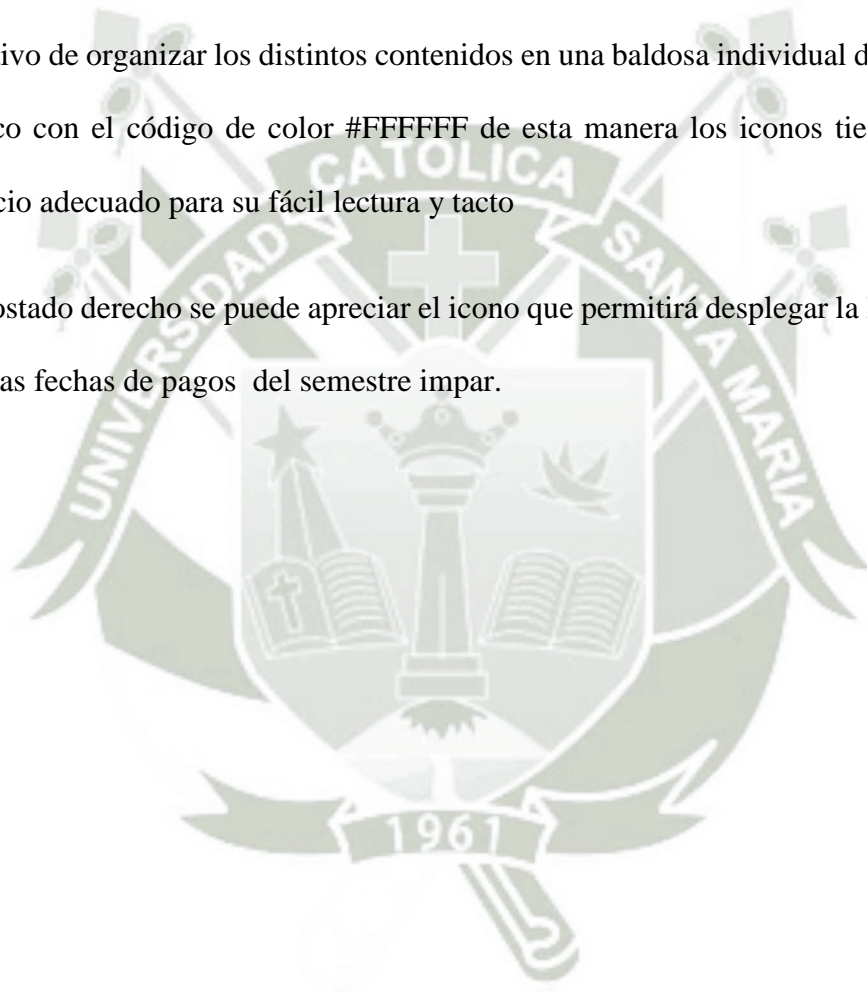 tivo de organizar los distintos contenidos en una baldosa individual d
co con el código de color #FFFFFF de esta manera los iconos tie
cio adecuado para su fácil lectura y tacto
ostado derecho se puede apreciar el icono que permitirá desplegar la
as fechas de pagos del semestre impar.
UNIVERSIDAD CATOLICA SANTA MARIA
1961